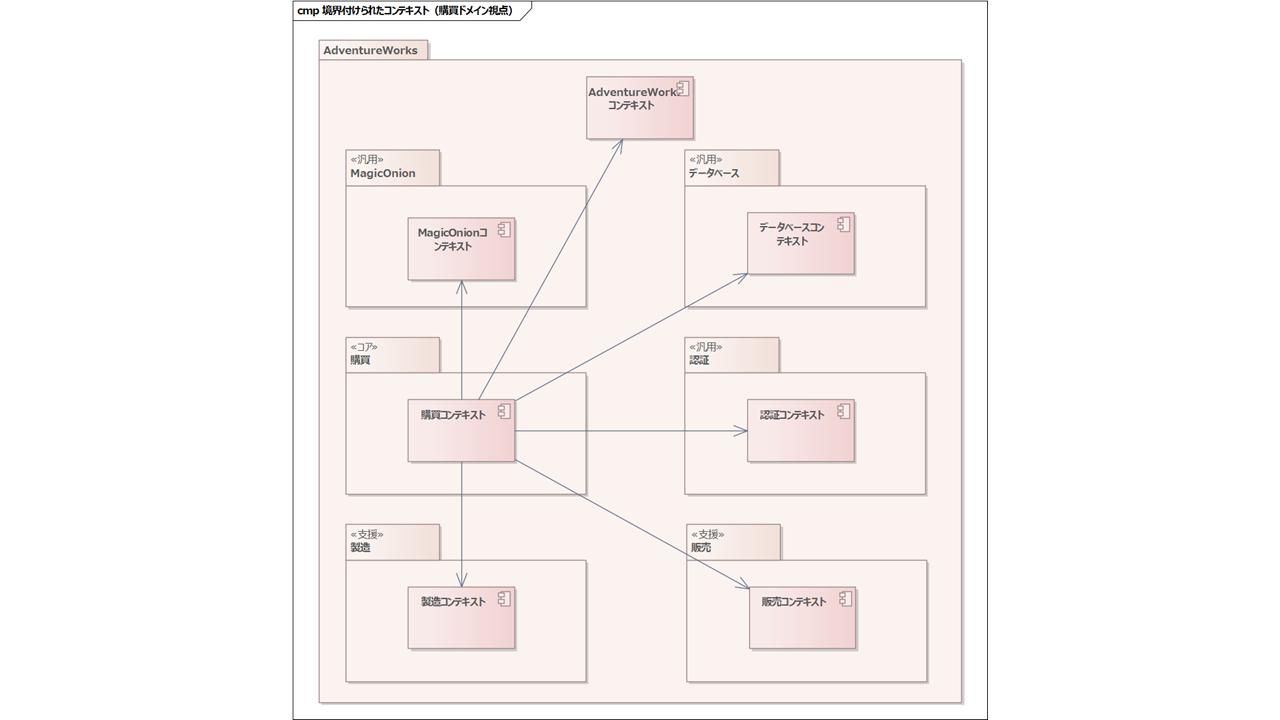 cmp 境界付けられたコンテキスト（購買ドメイン視点）
AdventureWorks
AdventureWork
コンテキスト
«汎用»
MagicOnion
MagicOnionコ
ンテキスト
«汎用»
データベース
データベースコン
テキスト
«コア»
購買
購買コンテキスト
«汎用»
認証
認証コンテキスト
«支援»
製造
製造コンテキスト
«支援»
販売
販売コンテキスト